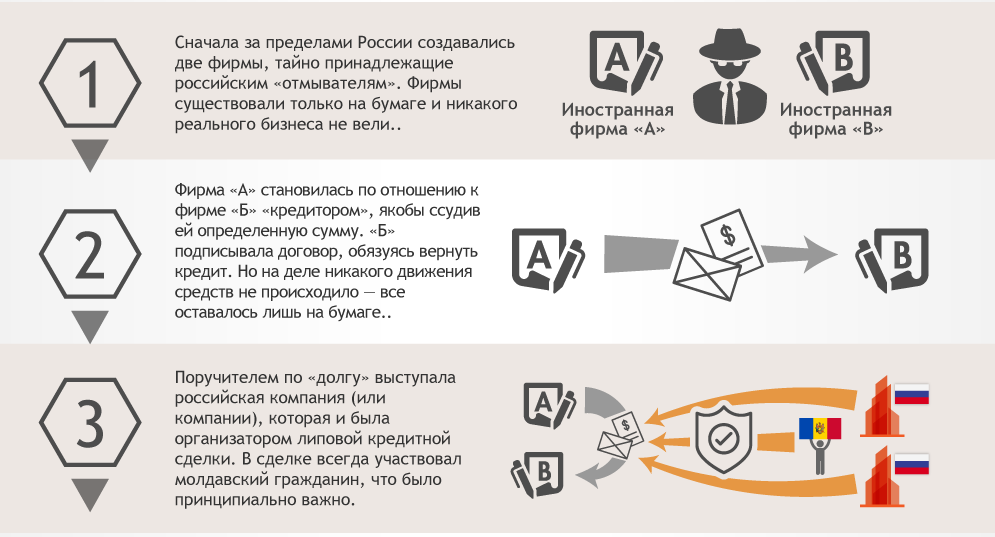 1
Сначала за пределами России создавались
две фирмы, тайно принадлежащие
российским «отмывателям». Фирмы
существовали только на бумаге и никакого
реального бизнеса не вели..
A
B
Иностранная
фирма «А»
Иностранная
фирма «В»
2
Фирма «А» становилась по отношению к
фирме «Б» «кредитором», якобы ссудив
ей определенную сумму. «Б»
подписывала договор, обязуясь вернуть
кредит. Но на деле никакого движения
средств не происходило — все
оставалось лишь на бумаге..
A
$
B
3
Поручителем по «долгу» выступала
российская компания (или
компании), которая и была
организатором липовой кредитной
сделки. В сделке всегда участвовал
молдавский гражданин, что было
принципиально важно.
A
$
B